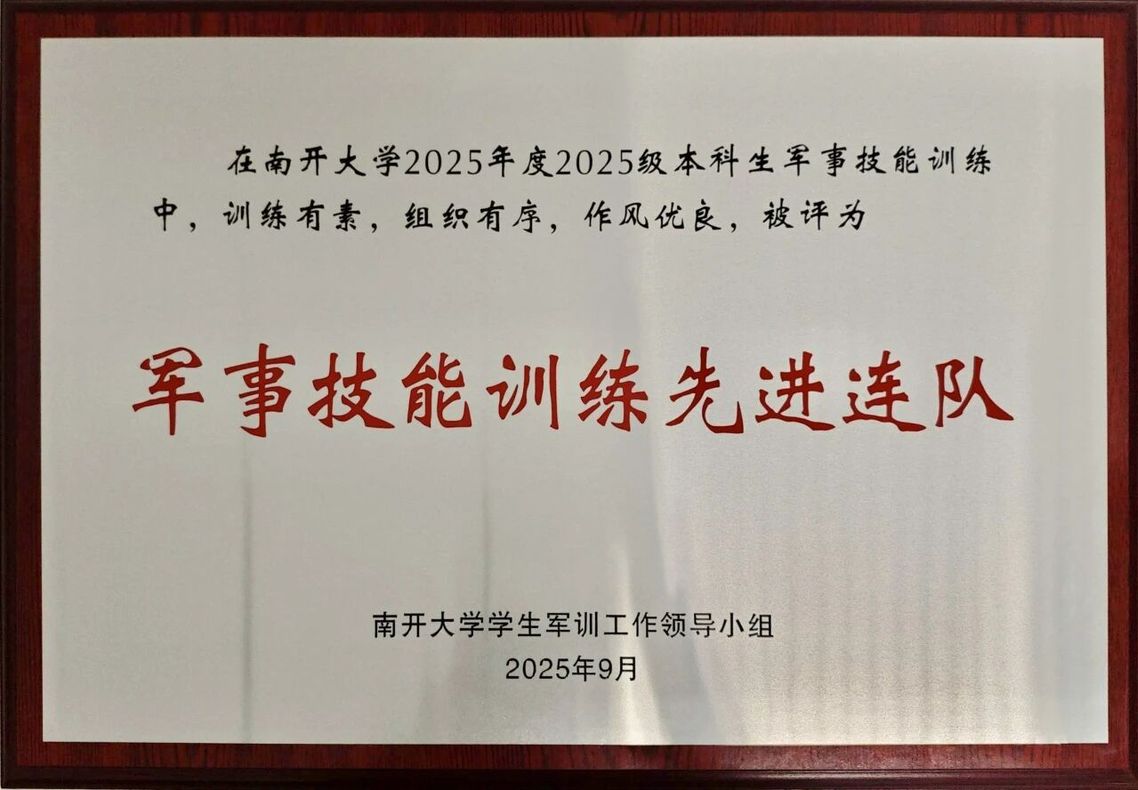 在南开大学2025年度2025级本科生军事技能训练
中，训练有素，组织有序，作风优良，被评为
军事技能训练先进连队
南开大学学生军训工作领导小组
2025年9月